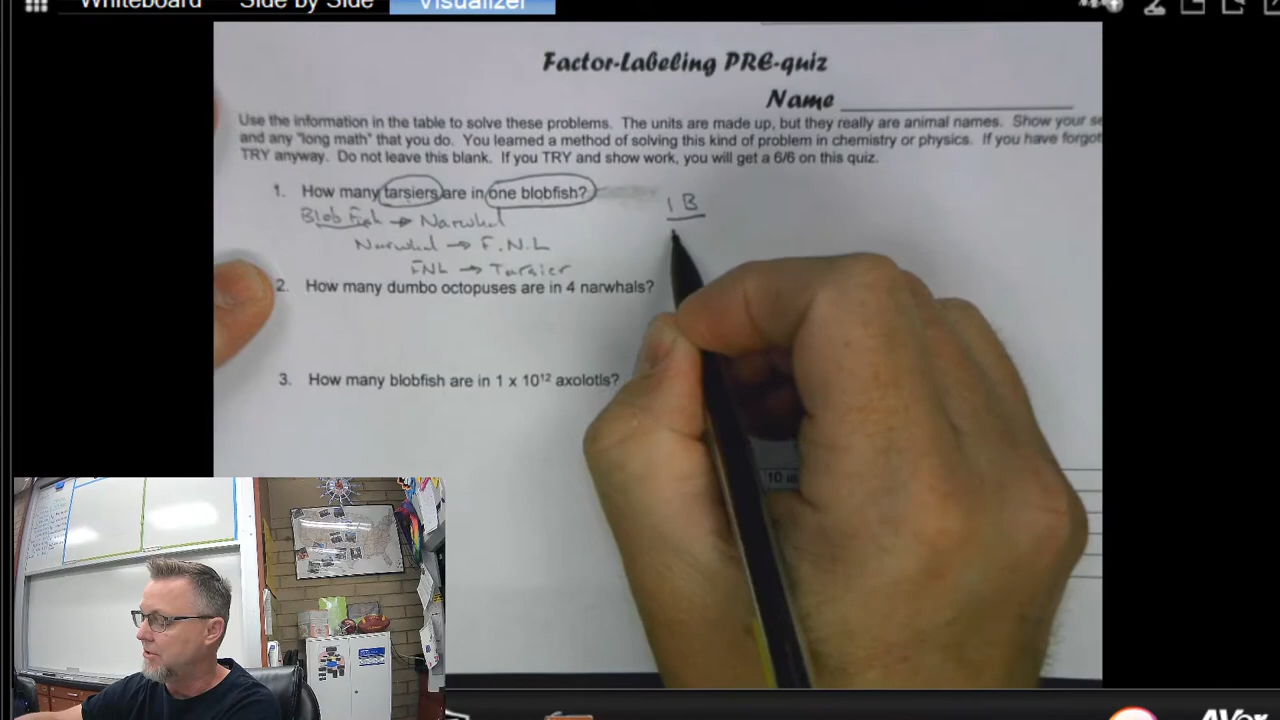 Whiteboard Side by Side Visualizer
Factor-Labeling PRE-quiz
Name
Use the information in the table to solve these problems. The units are made up, but they really are animal names. Show your se
and any "long math" that you do. You learned a method of solving this kind of problem in chemistry or physics. If you have forgot
TRY anyway. Do not leave this blank. If you TRY and show work, you will get a 6/6 on this quiz.
1. How many tarsiers are in one blobfish?
1 B
Blob Fish → Narwhal
Narwhal → F.N.L
FNL → Tarsier
2. How many dumbo octopuses are in 4 narwhals?
3. How many blobfish are in 1 x 10¹² axolotls?
10
AVer